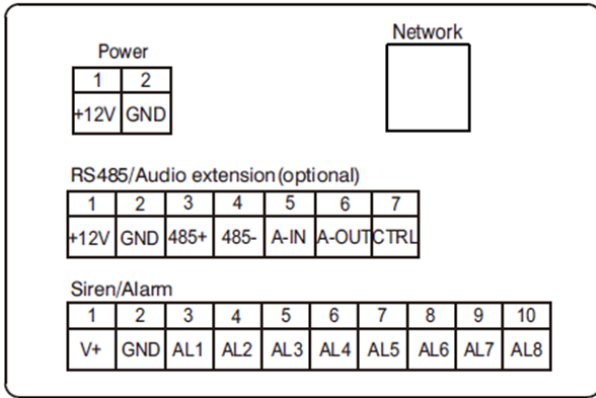 Network
Power
1 2
+12V GND
RS485/Audio extension(optional)
1 2 3 4 5 6 7
+12V GND 485+ 485- A-IN A-OUT CTRL
Siren/Alarm
1 2 3 4 5 6 7 8 9 10
V+ GND AL1 AL2 AL3 AL4 AL5 AL6 AL7 AL8